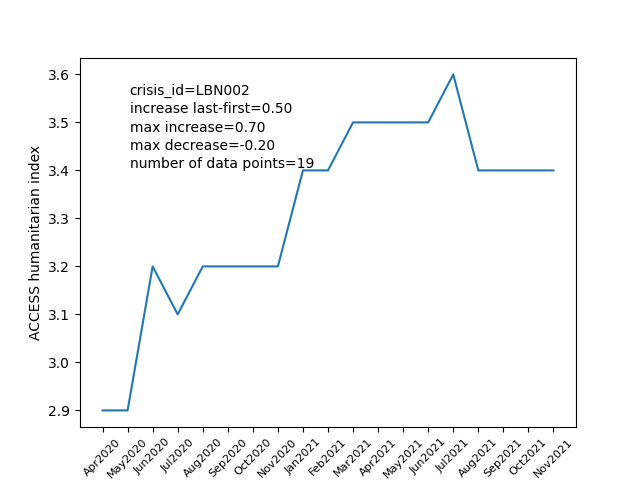 crisis_id=LBN002
increase last-first=0.50
max increase=0.70
max decrease=-0.20
number of data points=19
ACCESS humanitarian index
3.6
3.5
3.4
3.3
3.2
3.1
3.0
2.9
Apr2020
May2020
Jun2020
Jul2020
Aug2020
Sep2020
Oct2020
Nov2020
Jan2021
Feb2021
Mar2021
Apr2021
May2021
Jun2021
Jul2021
Aug2021
Sep2021
Oct2021
Nov2021